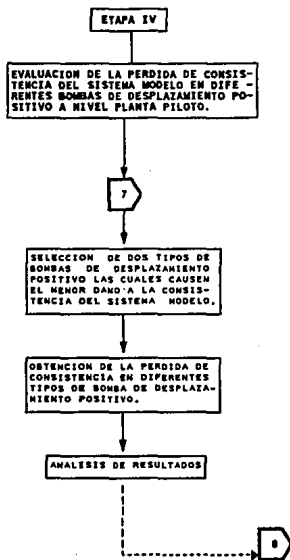 ETAPA IV
EVALUACION DE LA PERDIDA DE CONSIS-
TENCIA DEL SISTEMA MODELO EN DIFE-
RENTES BOMBAS DE DESPLAZAMIENTO PO-
SITIVO A NIVEL PLANTA PILOTO.
7
SELECCION DE DOS TIPOS DE
BOMBAS DE DESPLAZAMIENTO
POSITIVO LAS CUALES CAUSEN
EL MENOR DAÑO A LA CONSIS-
TENCIA DEL SISTEMA MODELO.
OBTENCION DE LA PERDIDA DE
CONSISTENCIA EN DIFERENTES
TIPOS DE BOMBA DE DESPLAZA-
MIENTO POSITIVO.
ANALISIS DE RESULTADOS
8